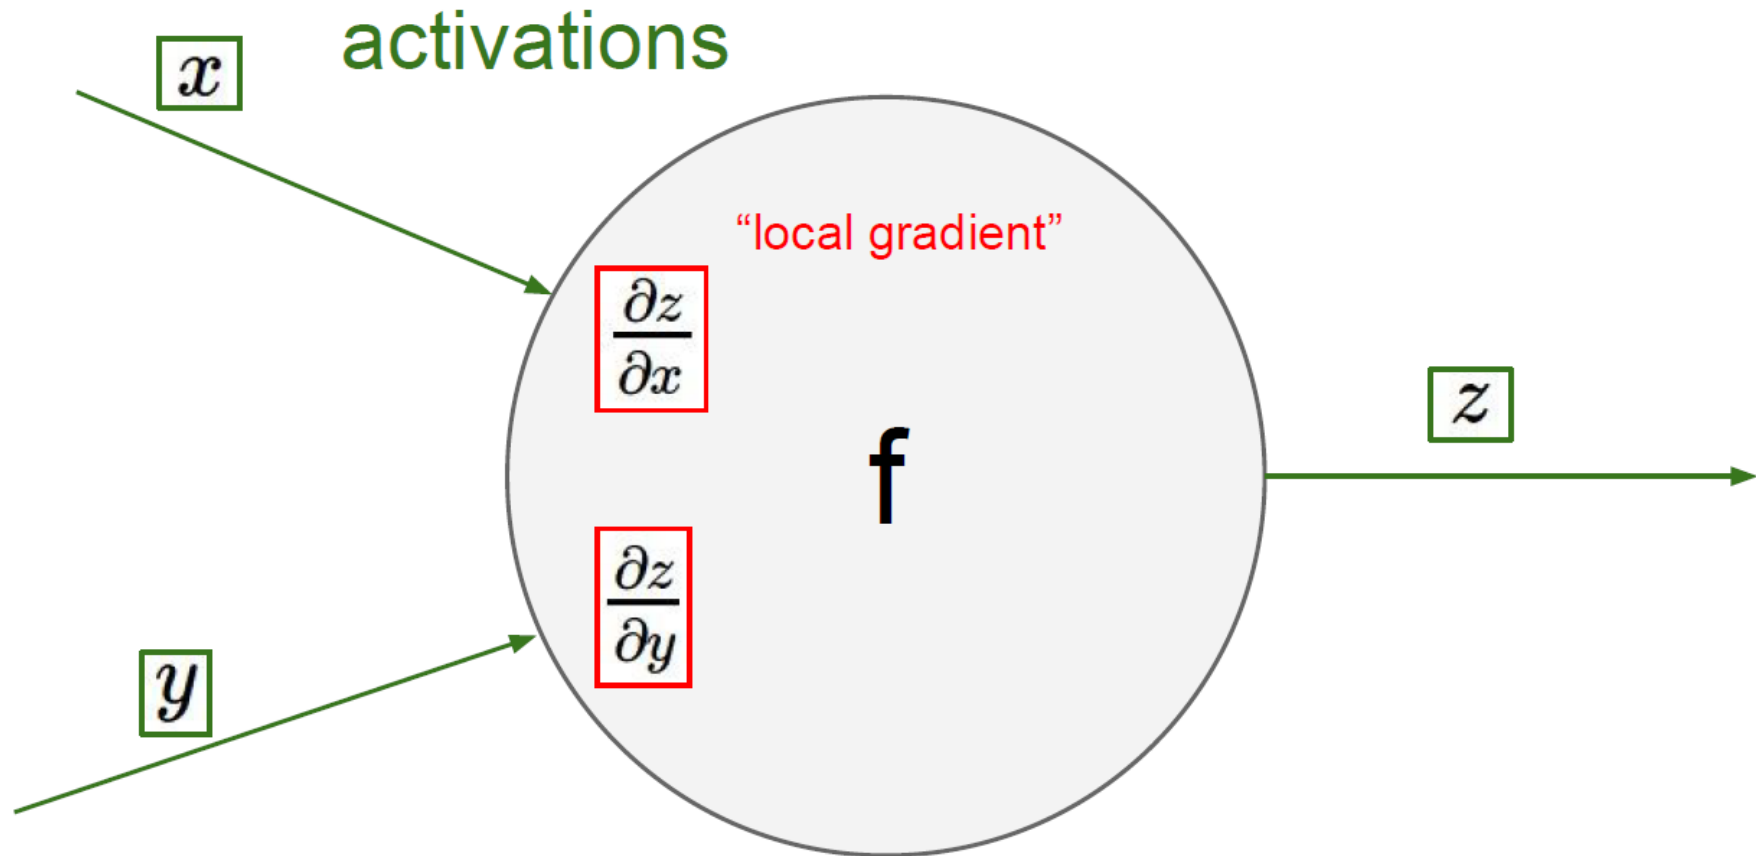 activations
x
“local gradient”
∂z
∂x
f
z
∂z
∂y
y